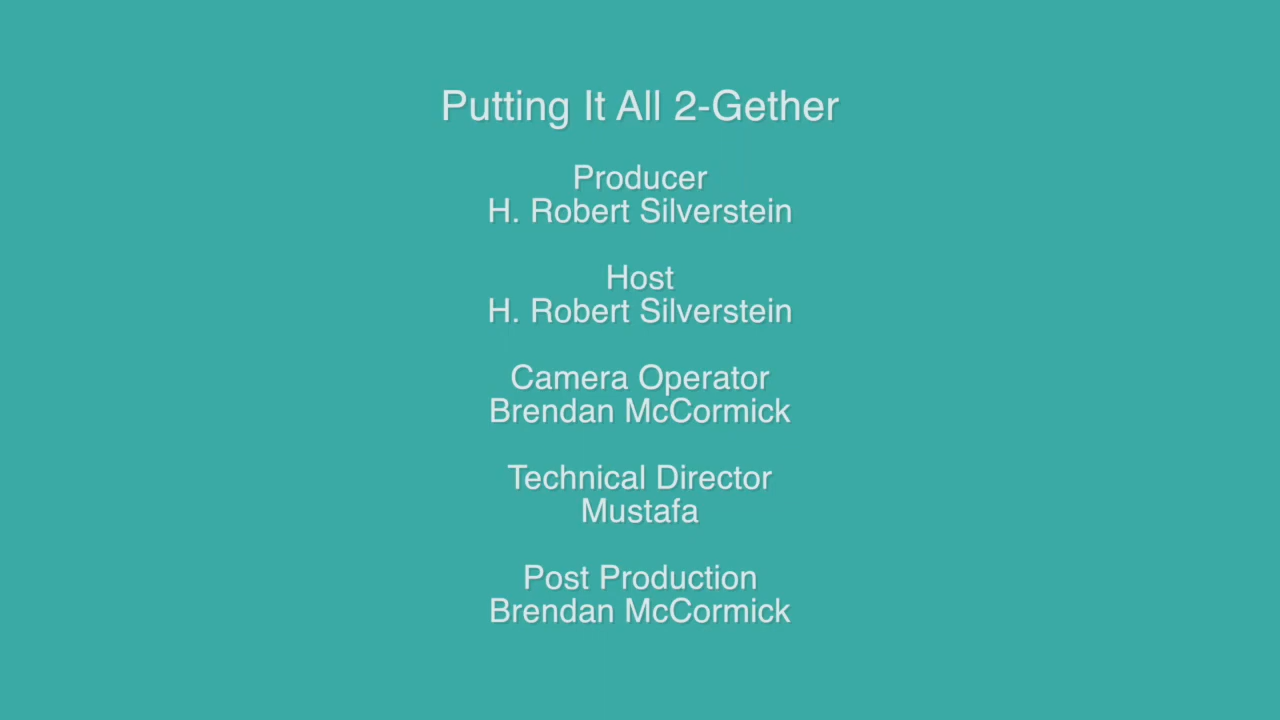 Putting It All 2-Gether
Producer
H. Robert Silverstein
Host
H. Robert Silverstein
Camera Operator
Brendan McCormick
Technical Director
Mustafa
Post Production
Brendan McCormick